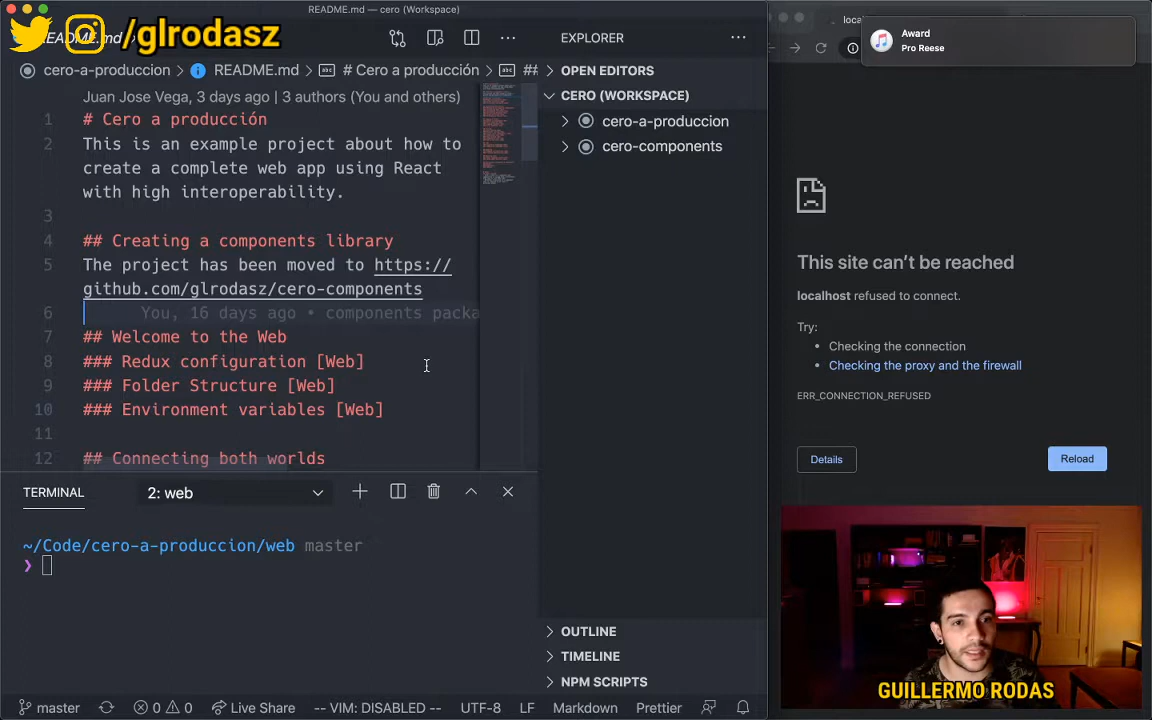 README.md — cero (Workspace)
/glrodasz
EXPLORER
cero-a-produccion > README.md > # Cero a producción > ##
Juan Jose Vega, 3 days ago | 3 authors (You and others)
1 # Cero a producción
2 This is an example project about how to
create a complete web app using React
with high interoperability.
3
4 ## Creating a components library
5 The project has been moved to https://
github.com/glrodasz/cero-components
6 You, 16 days ago • components packa
7 ## Welcome to the Web
8 ### Redux configuration [Web]
9 ### Folder Structure [Web]
10 ### Environment variables [Web]
11
12 ## Connecting both worlds
OPEN EDITORS
CERO (WORKSPACE)
cero-a-produccion
cero-components
TERMINAL
2: web
~/Code/cero-a-produccion/web master
❯
OUTLINE
TIMELINE
NPM SCRIPTS
master
0 0
Live Share
-- VIM: DISABLED --
UTF-8
LF
Markdown
Prettier
local
Award
Pro Reese
This site can't be reached
localhost refused to connect.
Try:
• Checking the connection
• Checking the proxy and the firewall
ERR_CONNECTION_REFUSED
Details
Reload
GUILLERMO RODAS